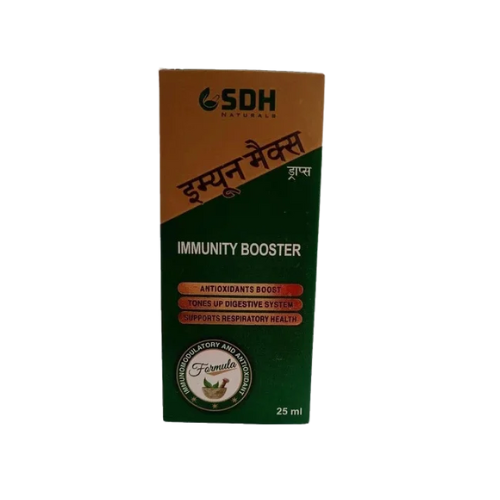 SDH
NATURALS
इम्यून मैक्स
ड्राप्स
IMMUNITY BOOSTER
ANTIOXIDANTS BOOST
TONES UP DIGESTIVE SYSTEM
SUPPORTS RESPIRATORY HEALTH
IMMUNOMODULATORY AND ANTIOXIDANT
Formula
25 ml